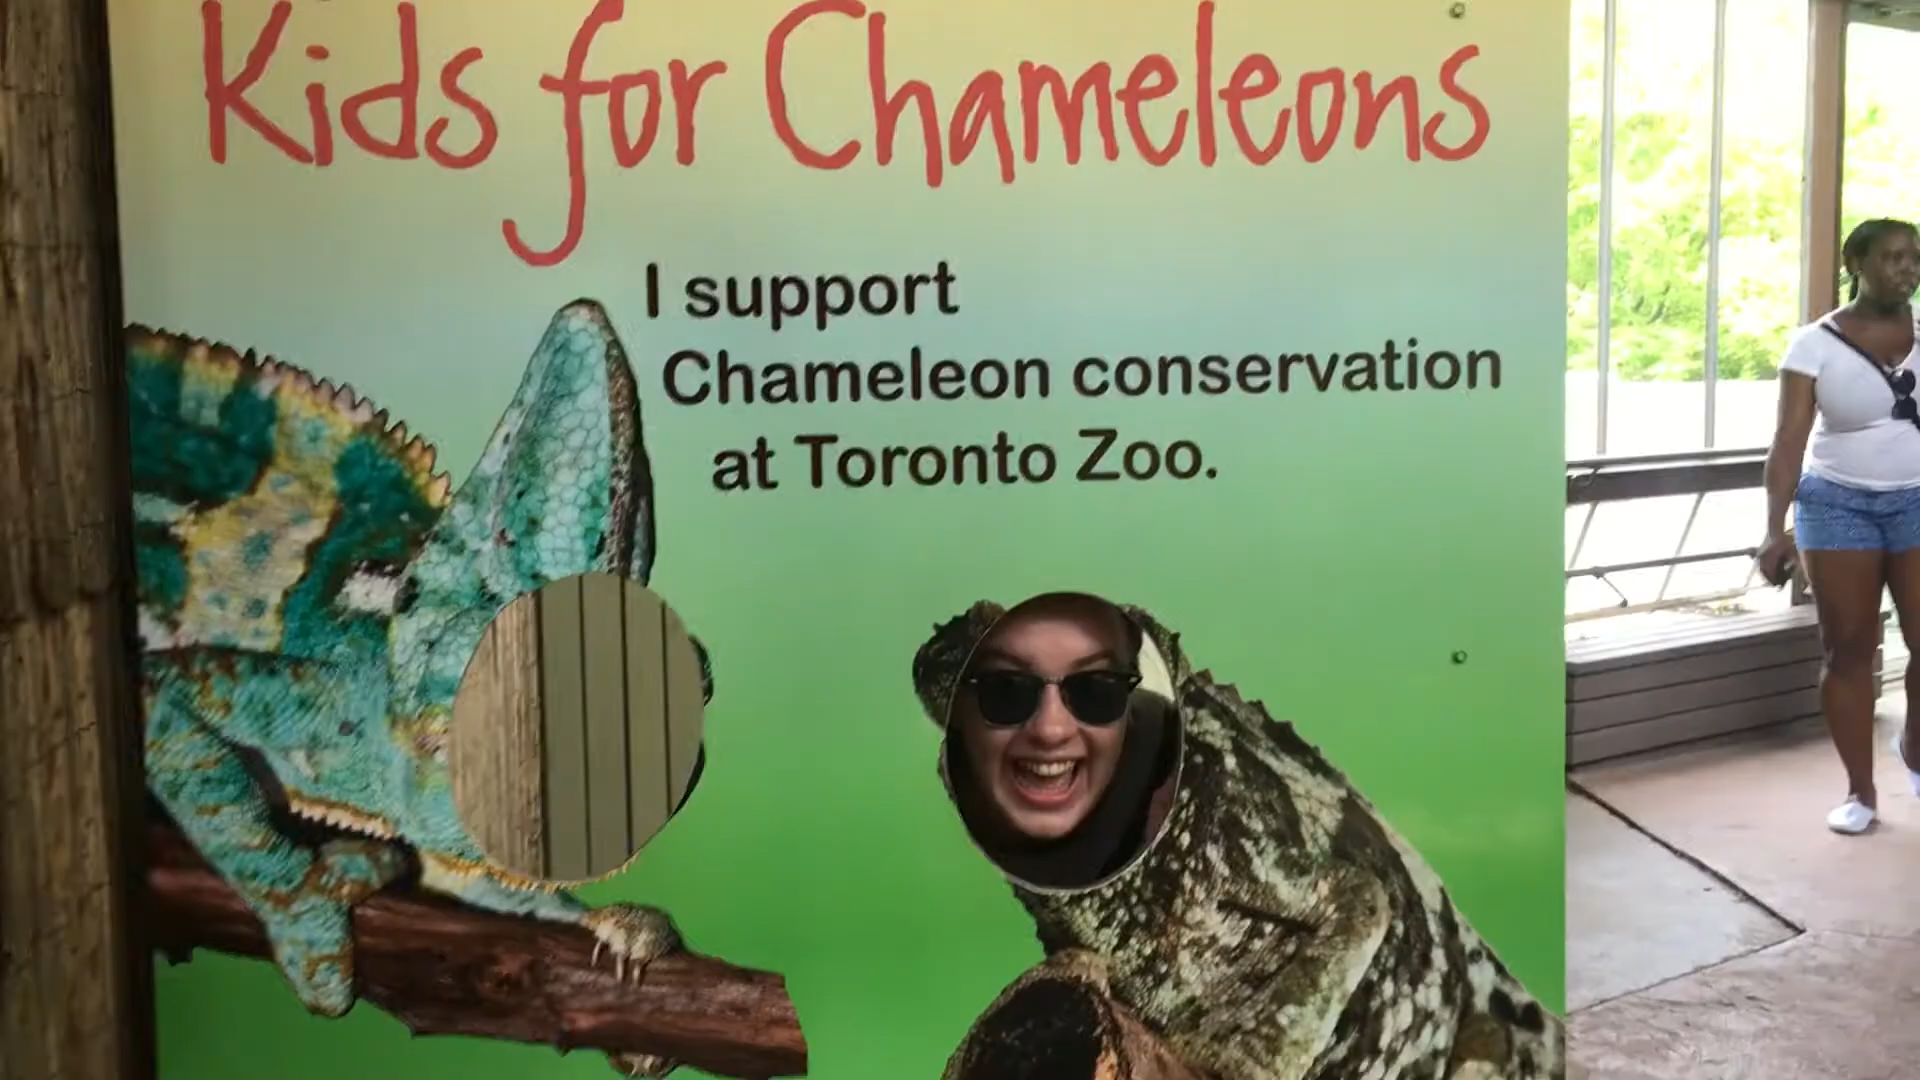 Kids for Chameleons
I support
Chameleon conservation
at Toronto Zoo.